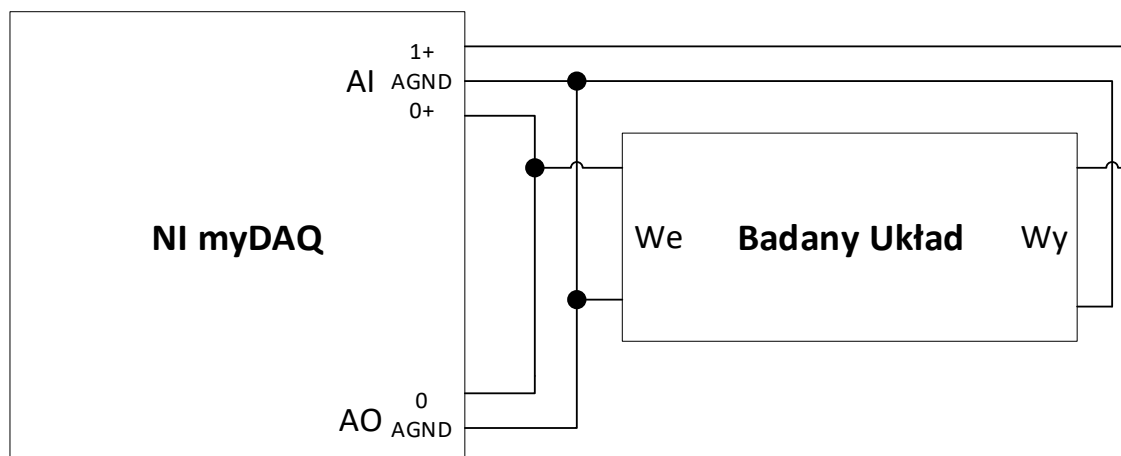 1+
AI AGND
0+
NI myDAQ
We Badany Układ Wy
0
AO AGND